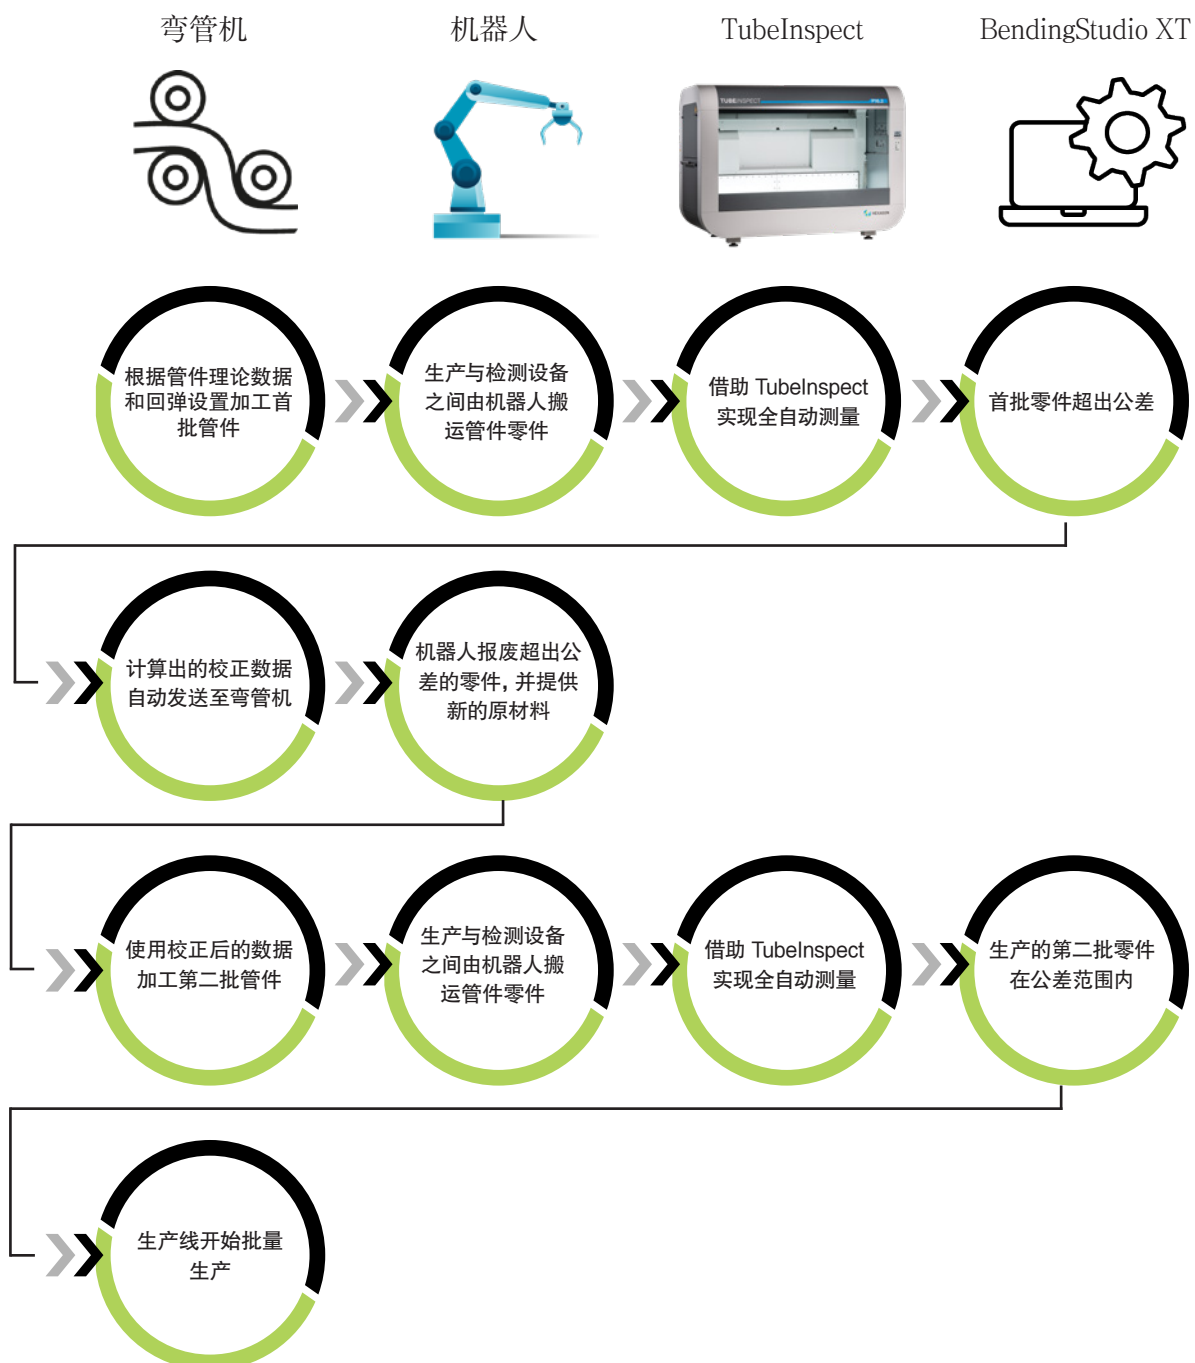 弯管机
机器人
TubeInspect
BendingStudio XT
TUBEINSPECT
HEXAGON
根据管件理论数据
和回弹设置加工首
批管件
生产与检测设备
之间由机器人搬
运管件零件
借助 TubeInspect
实现全自动测量
首批零件超出公差
计算出的校正数据
自动发送至弯管机
机器人报废超出公
差的零件, 并提供
新的原材料
使用校正后的数据
加工第二批管件
生产与检测设备
之间由机器人搬
运管件零件
借助 TubeInspect
实现全自动测量
生产的第二批零件
在公差范围内
生产线开始批量
生产